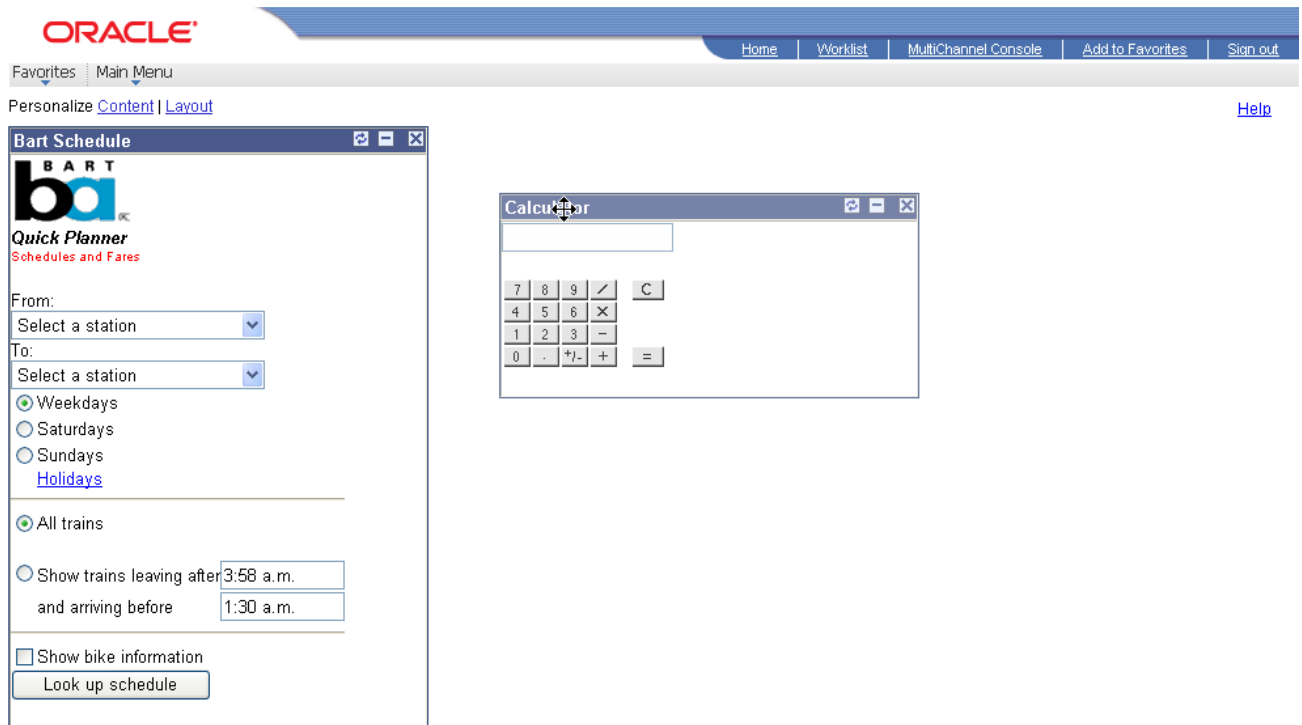 ORACLE
Home Worklist MultiChannel Console Add to Favorites Sign out
Favorites Main Menu
Personalize Content | Layout
Help
Bart Schedule
BART
ba
Quick Planner
Schedules and Fares
From:
Select a station
To:
Select a station
Weekdays
Saturdays
Sundays
Holidays
All trains
Show trains leaving after 3:58 a.m.
and arriving before 1:30 a.m.
Show bike information
Look up schedule
7 8 9 / C
4 5 6 X
1 2 3 -
0 . +/- + =